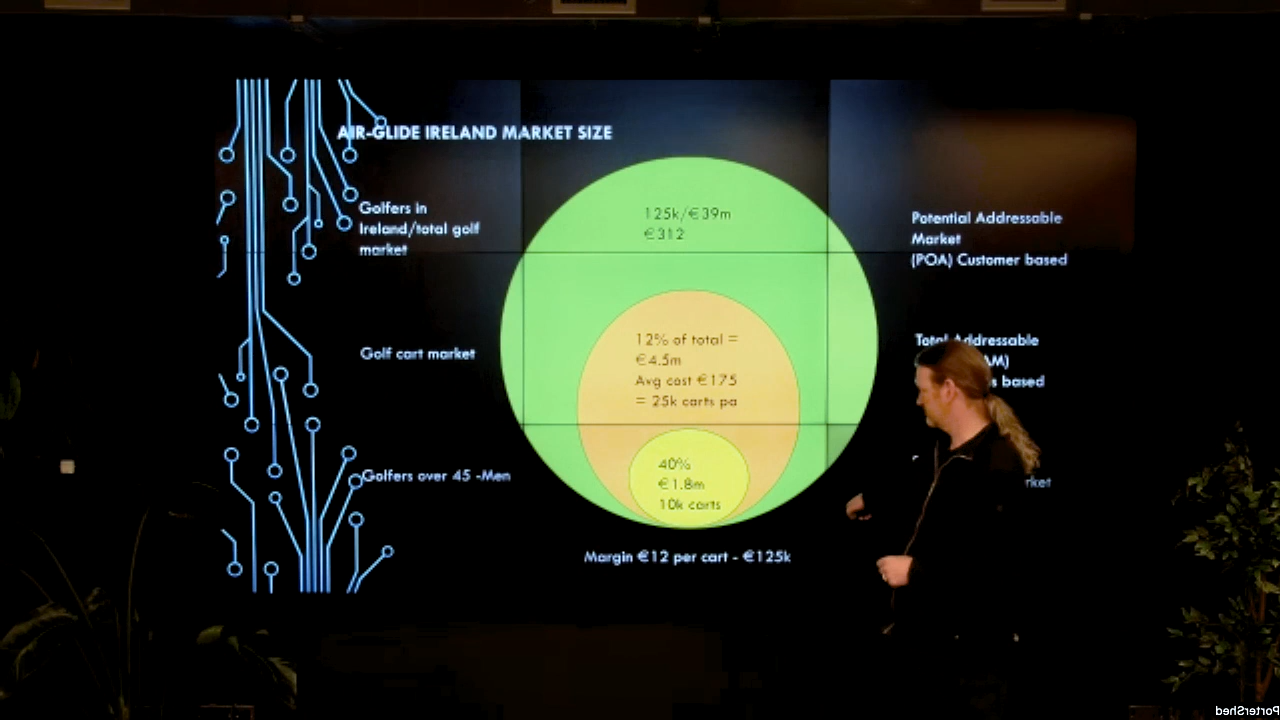 AIR-GLIDE IRELAND MARKET SIZE
Golfers in
Ireland/total golf
market
125k/€39m
€312
Potential Addressable
Market
(POA) Customer based
Golf cart market
12% of total =
€4.5m
Avg cost €175
= 25k carts pa
Total Addressable
based
Golfers over 45 -Men
40%
€1.8m
10k carts
Margin €12 per cart - €125k
PorterShed